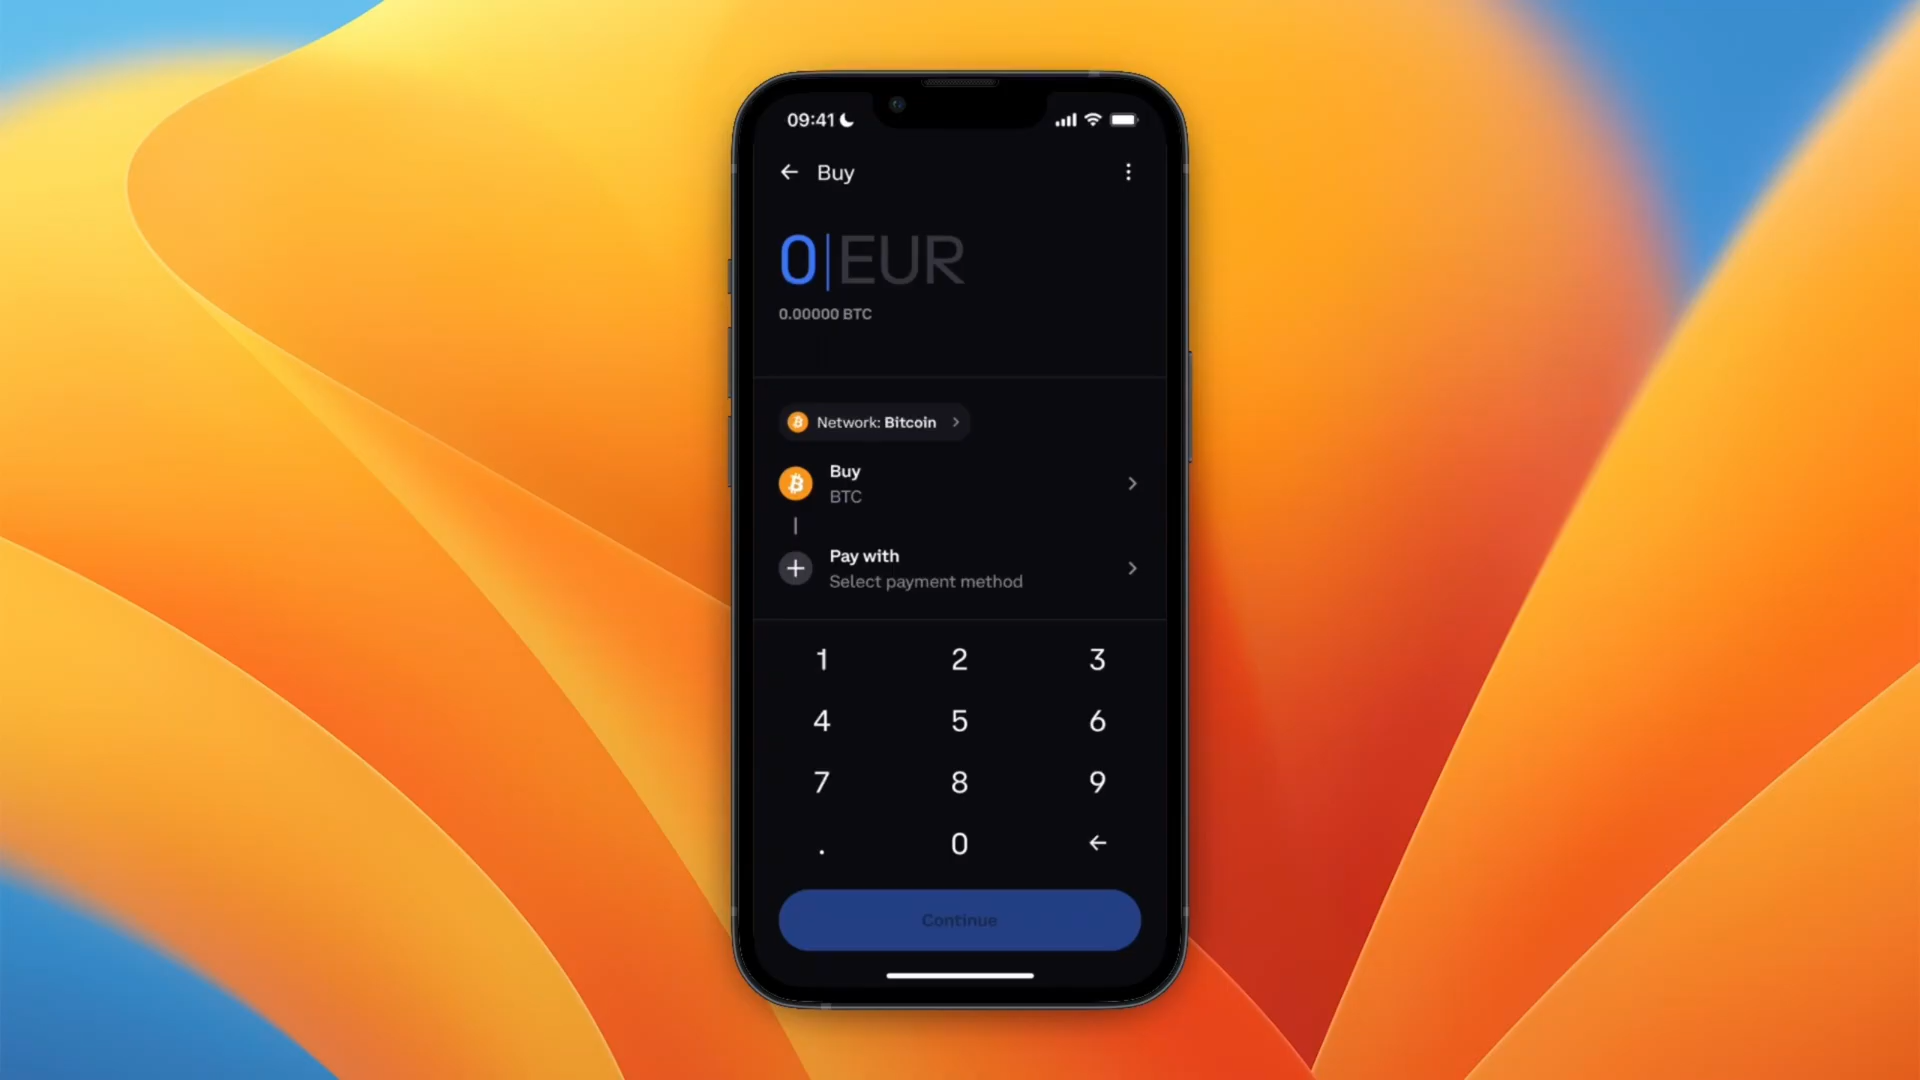 09:41
Buy
0 EUR
0.00000 BTC
Network: Bitcoin
Buy
BTC
Pay with
Select payment method
1 2 3
4 5 6
7 8 9
. 0
Continue